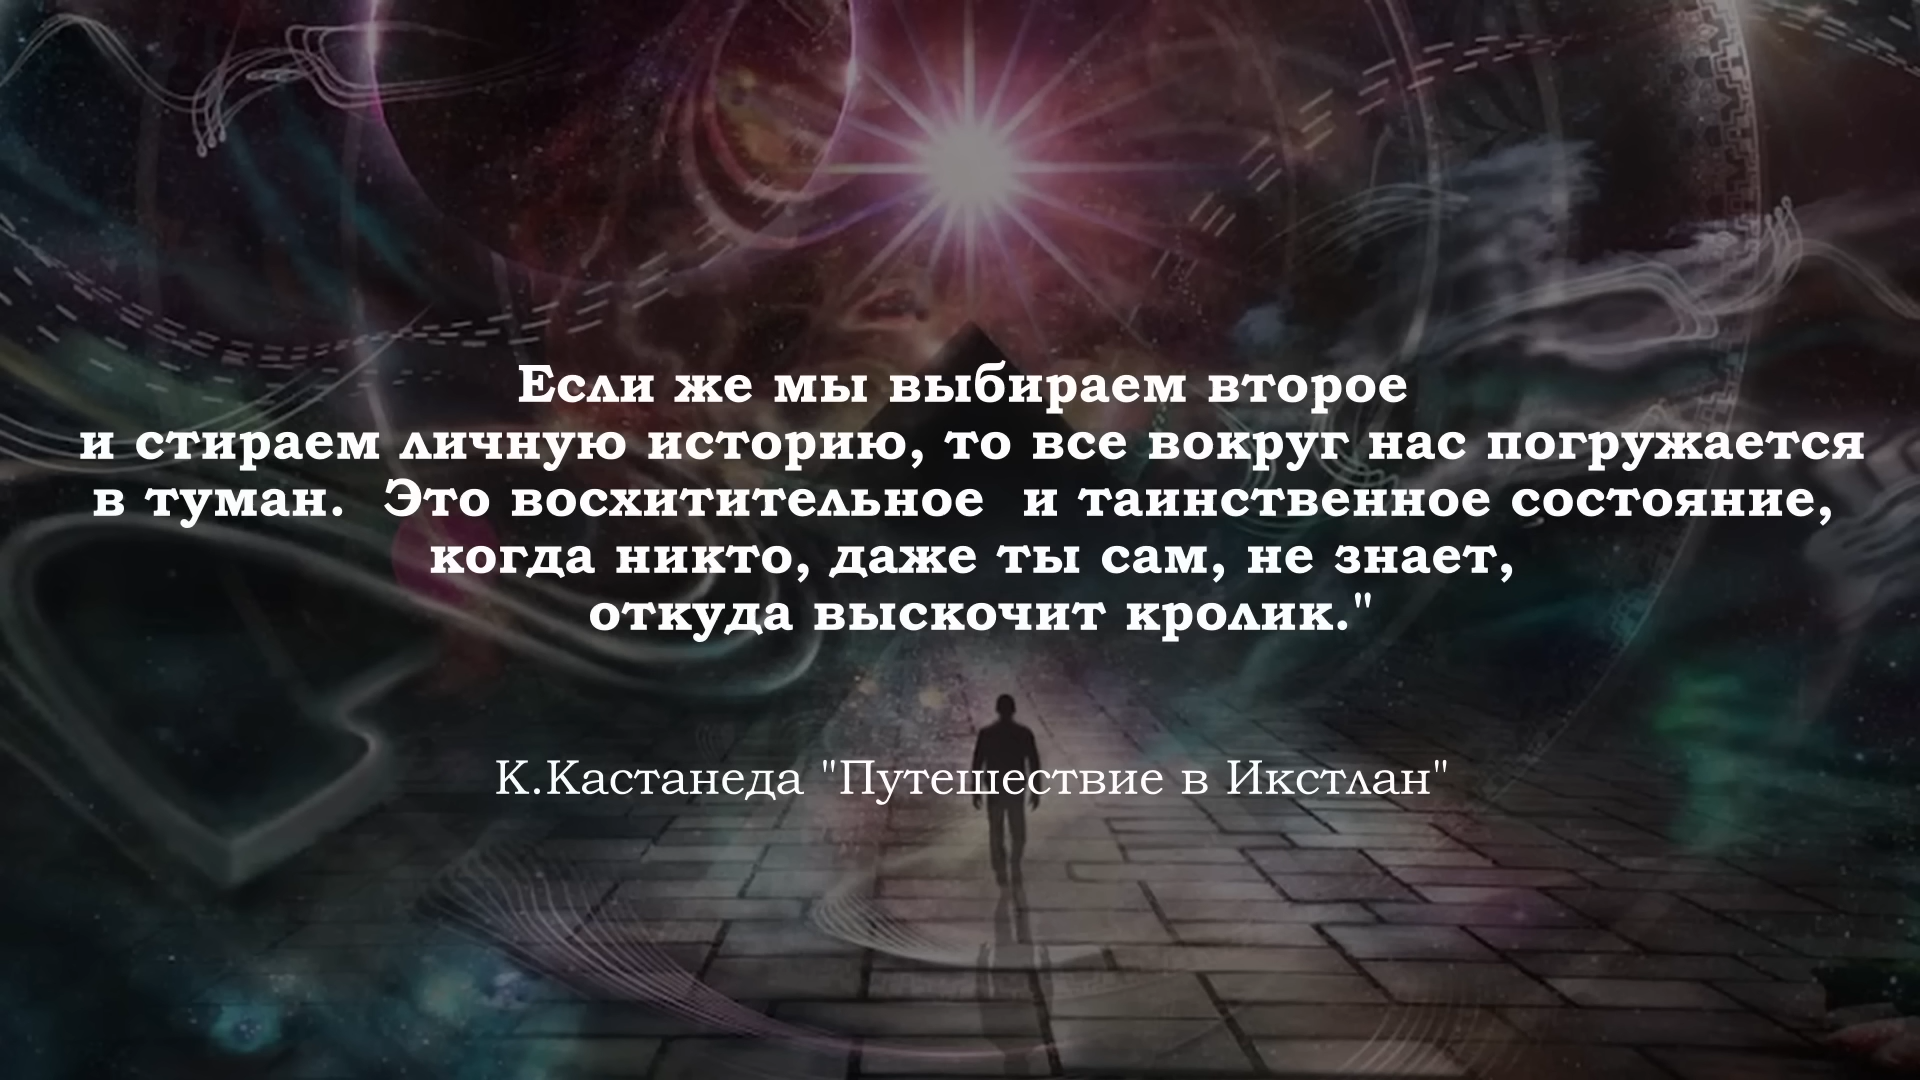 Если же мы выбираем второе
и стираем личную историю, то все вокруг нас погружается
в туман.  Это восхитительное  и таинственное состояние,
когда никто, даже ты сам, не знает,
откуда выскочит кролик."
К.Кастанеда "Путешествие в Икстлан"